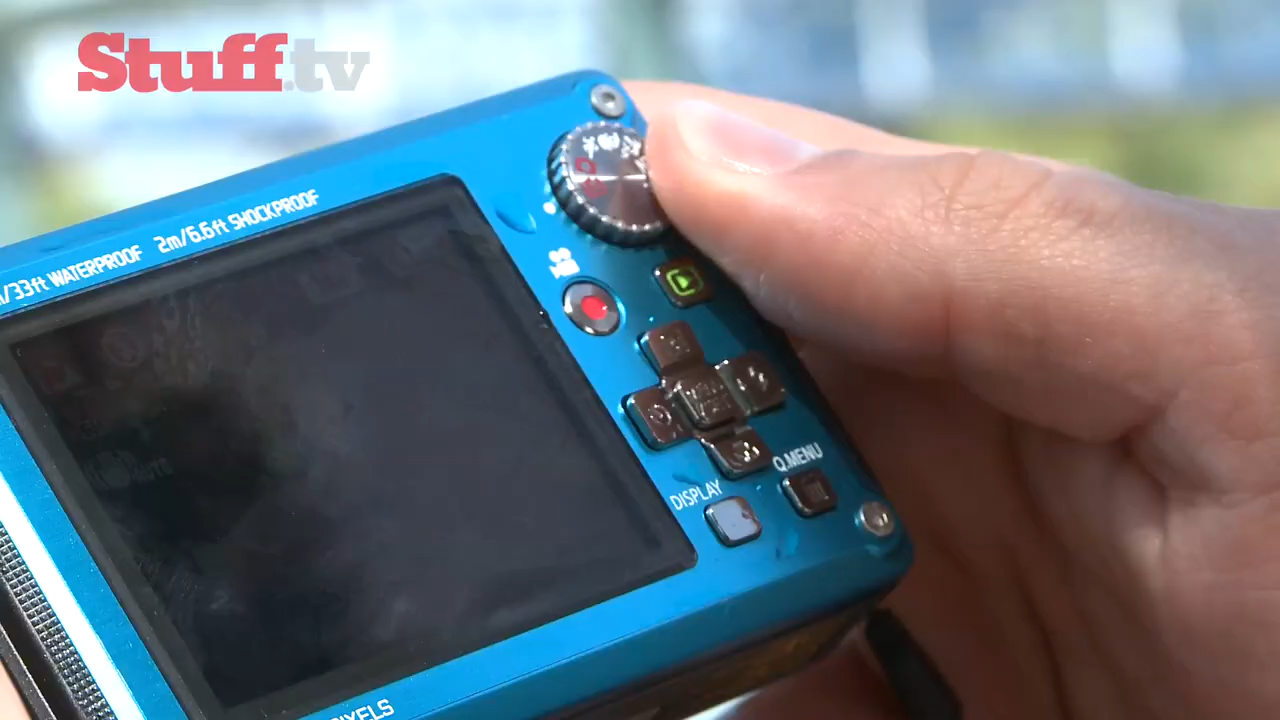 Stuff.tv
/33ft WATERPROOF 2m/6.6ft SHOCKPROOF
DISPLAY
Q.MENU
PIXELS